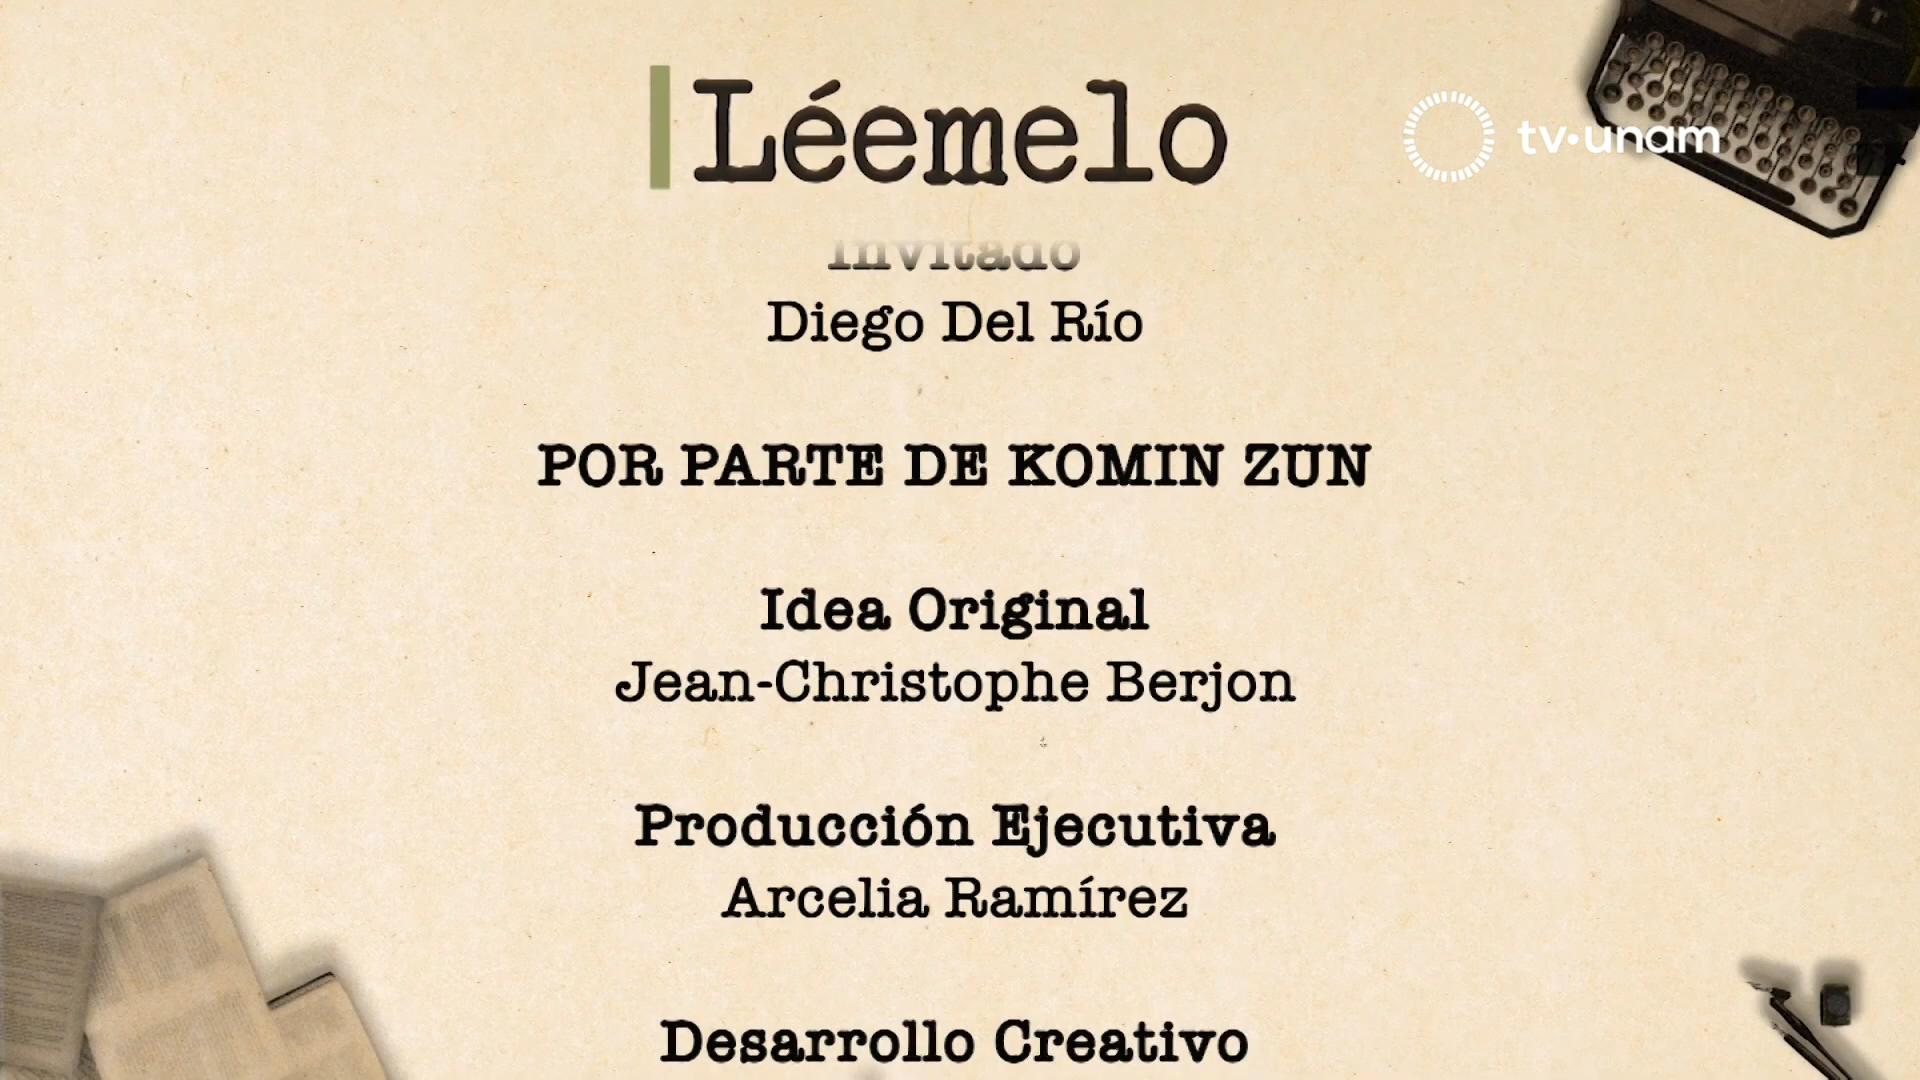 Léemelo
tv·unam
Invitado
Diego Del Río
POR PARTE DE KOMIN ZUN
Idea Original
Jean-Christophe Berjon
Producción Ejecutiva
Arcelia Ramírez
Desarrollo Creativo